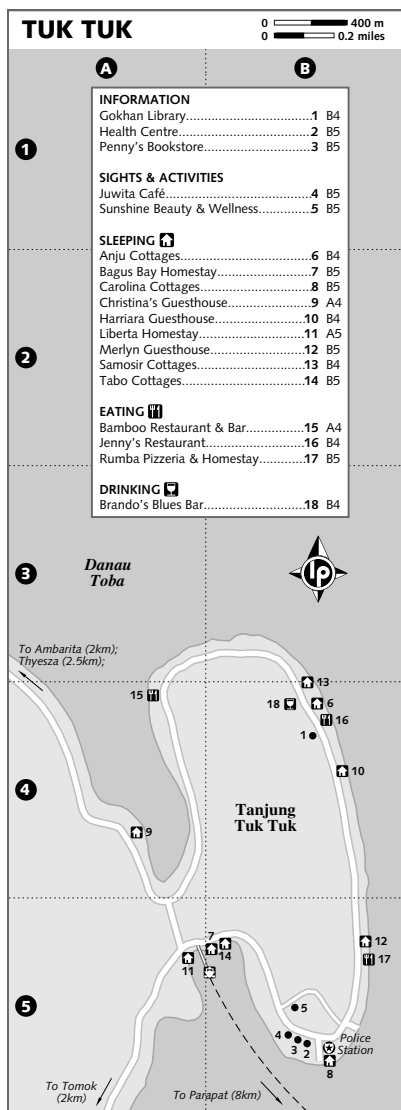 TUK TUK
0 400 m
0 0.2 miles
A B
1
INFORMATION
Gokhan Library...1 B4
Health Centre...2 B5
Penny's Bookstore...3 B5
SIGHTS & ACTIVITIES
Juwita Café...4 B5
Sunshine Beauty & Wellness...5 B5
SLEEPING
Anju Cottages...6 B4
Bagus Bay Homestay...7 B5
Carolina Cottages...8 B5
Christina's Guesthouse...9 A4
Harriara Guesthouse...10 B4
Liberta Homestay...11 A5
Merlyn Guesthouse...12 B5
Samosir Cottages...13 B4
Tabo Cottages...14 B5
2
EATING
Bamboo Restaurant & Bar...15 A4
Jenny's Restaurant...16 B4
Rumba Pizzeria & Homestay...17 B5
DRINKING
Brando's Blues Bar...18 B4
3
Danau
Toba
lp
To Ambarita (2km);
Thyesza (2.5km);
13
15
18 6
16
1
10
4
Tanjung
Tuk Tuk
9
7
14
11
12
17
5
5
4
3 2
Police
Station
8
To Tomok
(2km)
To Parapat (8km)